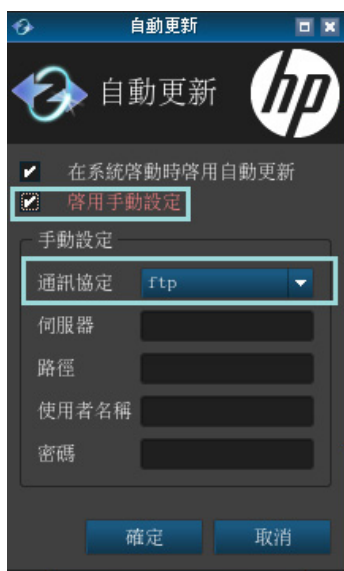 自動更新
自動更新
hp
在系統啓動時啓用自動更新
啓用手動設定
手動設定
通訊協定 ftp
伺服器
路徑
使用者名稱
密碼
確定 取消